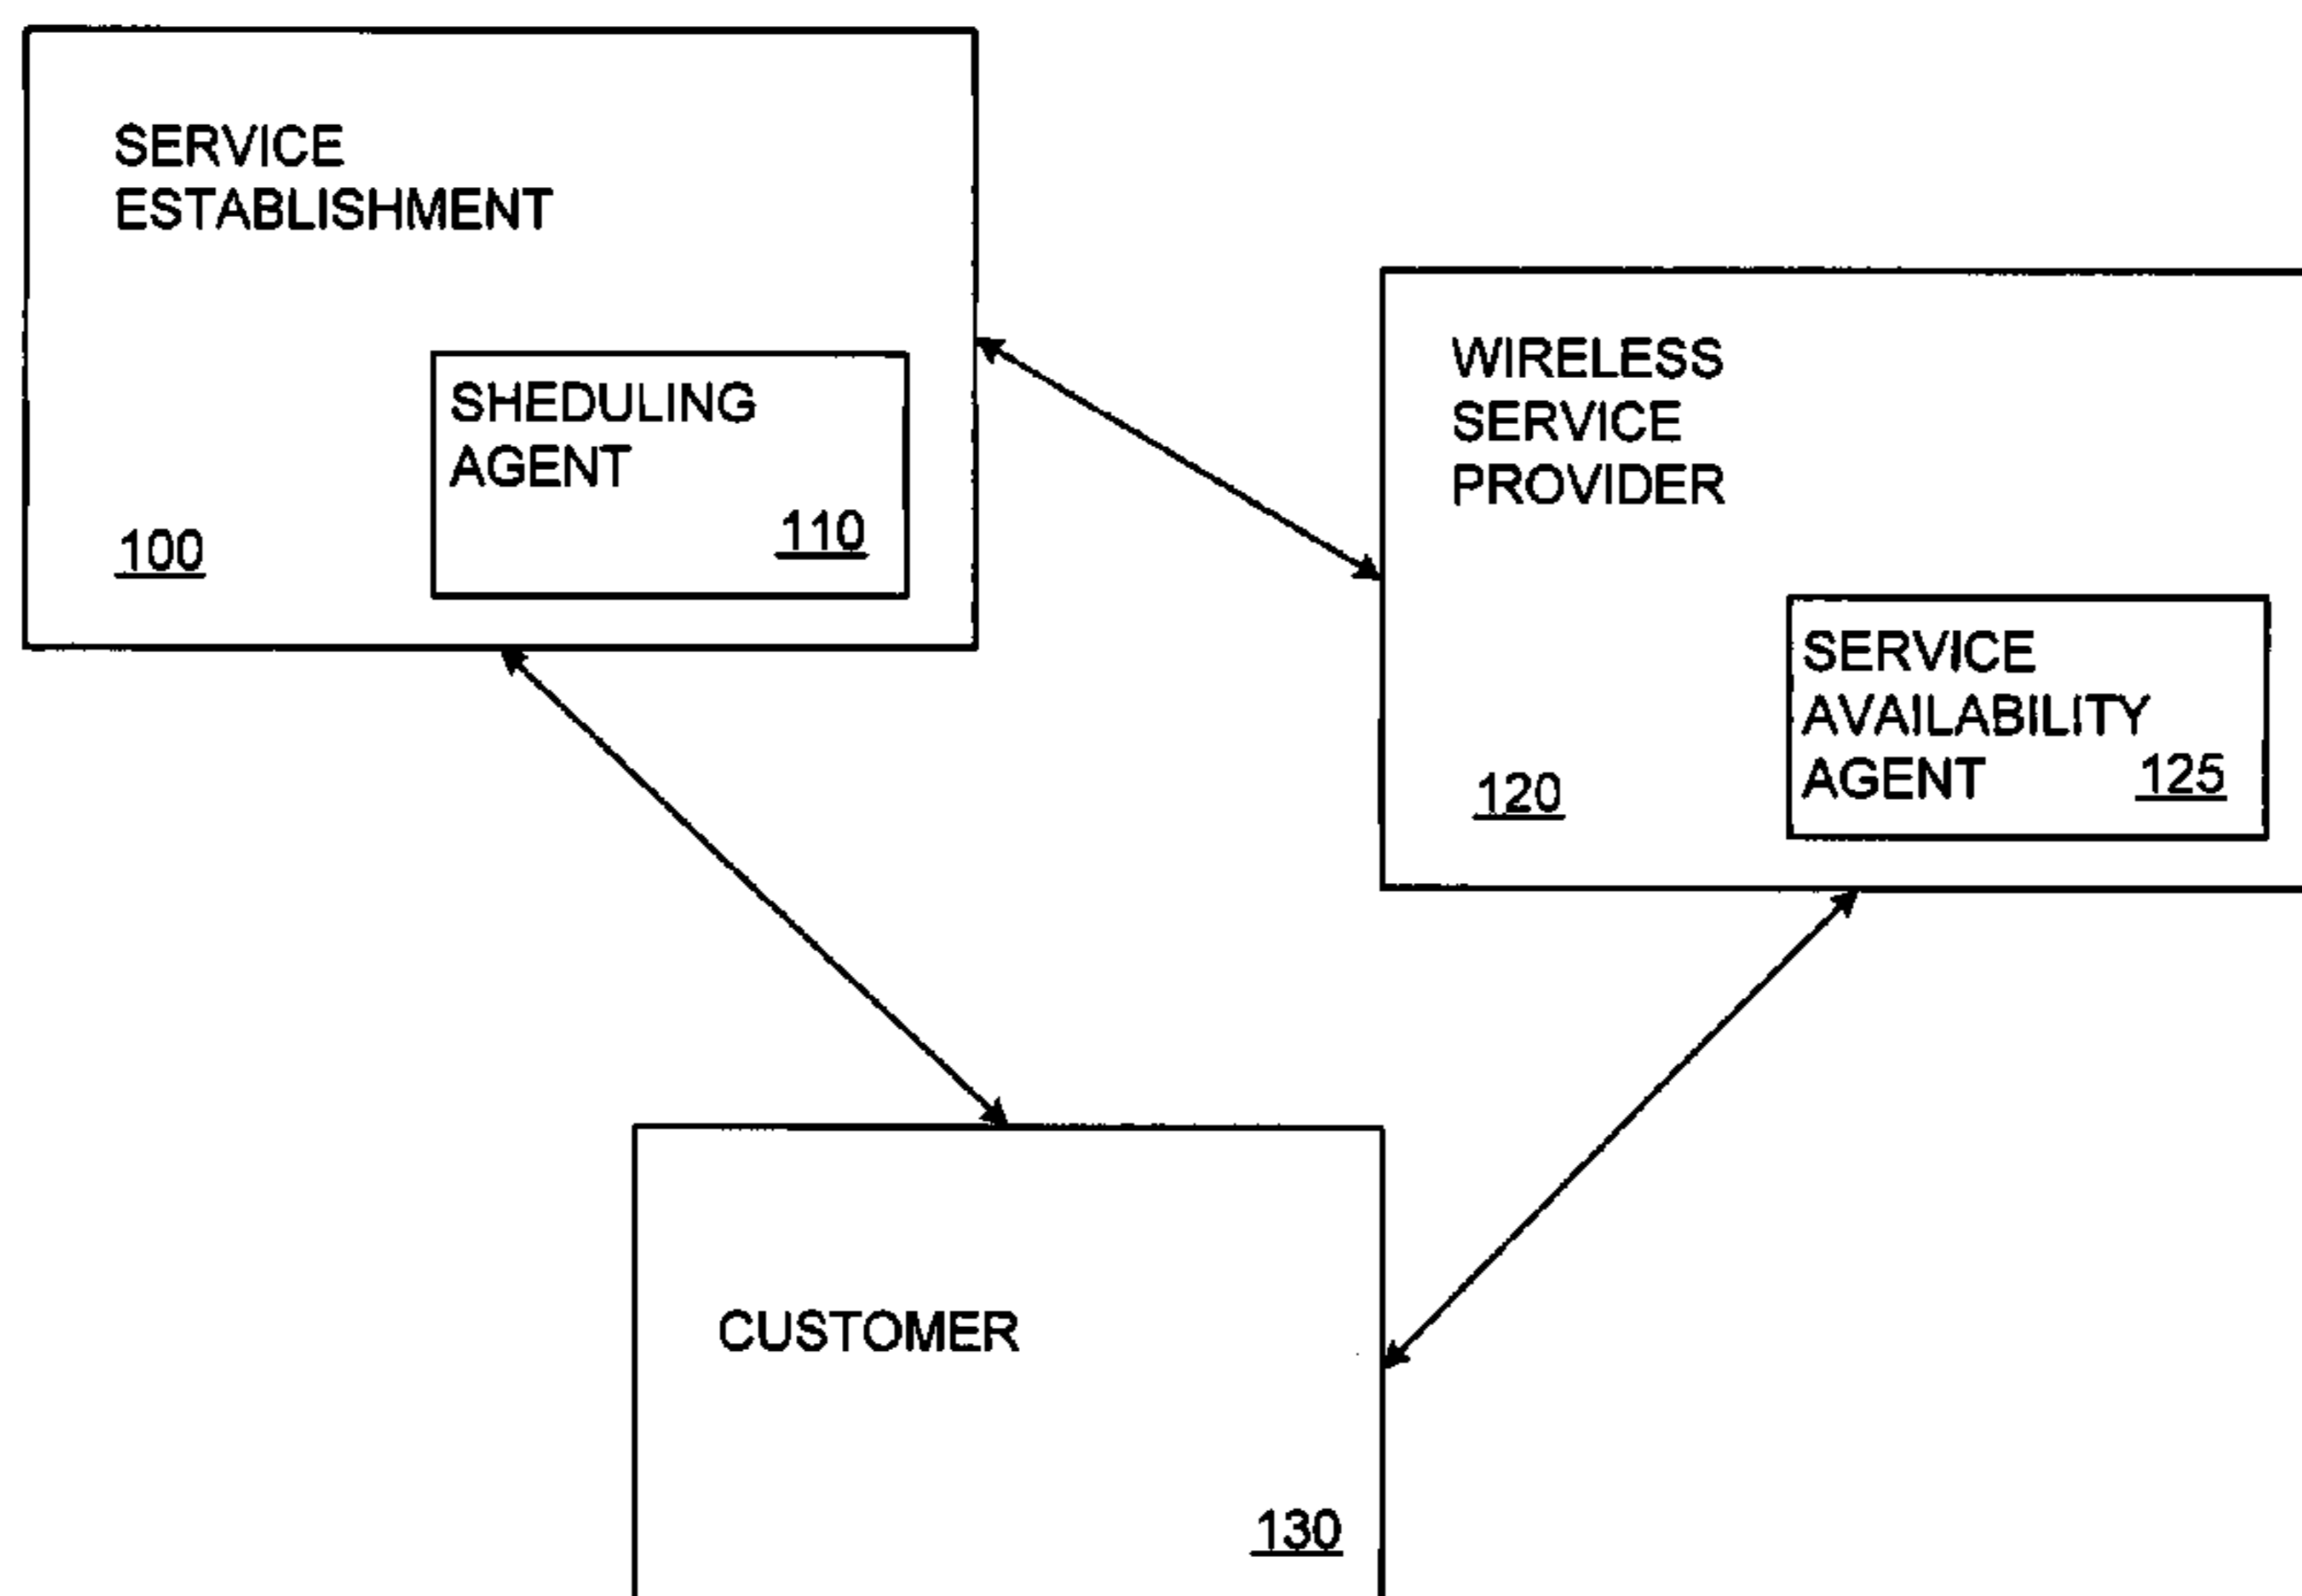 SERVICE
ESTABLISHMENT
SHEDULING
AGENT
110
100
WIRELESS
SERVICE
PROVIDER
SERVICE
AVAILABILITY
AGENT 125
120
CUSTOMER
130